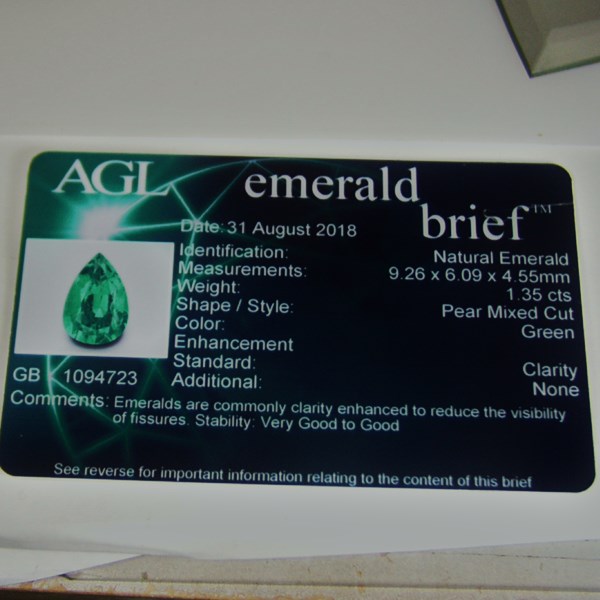 AGL emerald
brief™
Date: 31 August 2018
Identification: Natural Emerald
Measurements: 9.26 x 6.09 x 4.55mm
Weight: 1.35 cts
Shape / Style: Pear Mixed Cut
Color: Green
Enhancement
Standard: Clarity
Additional: None
GB 1094723
Comments: Emeralds are commonly clarity enhanced to reduce the visibility
of fissures. Stability: Very Good to Good
See reverse for important information relating to the content of this brief